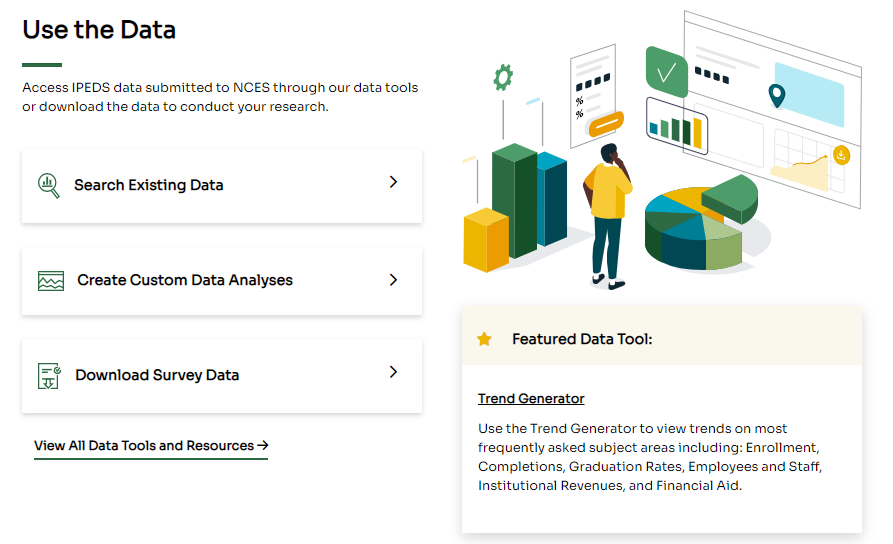 Use the Data
Access IPEDS data submitted to NCES through our data tools
or download the data to conduct your research.
Search Existing Data
Create Custom Data Analyses
Download Survey Data
View All Data Tools and Resources →
%
%
Featured Data Tool:
Trend Generator
Use the Trend Generator to view trends on most
frequently asked subject areas including: Enrollment,
Completions, Graduation Rates, Employees and Staff,
Institutional Revenues, and Financial Aid.